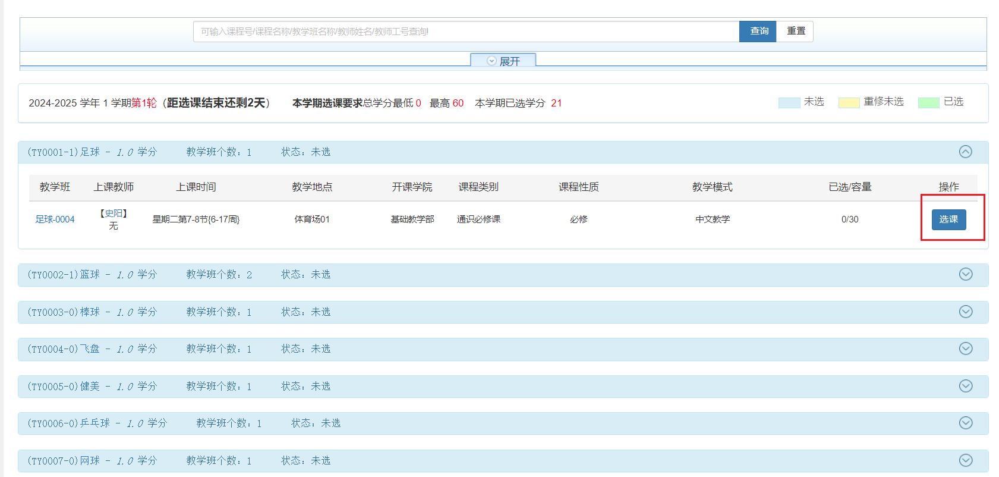 可输入课程号/课程名称/教学班名称/教师姓名/教师工号查询! 查询 重置
展开
2024-2025 学年 1 学期第1轮（距选课结束还剩2天） 本学期选课要求总学分最低 0 最高 60 本学期已选学分 21 未选 重修未选 已选
(TY0001-1)足球 - 1.0 学分 教学班个数：1 状态：未选
教学班 上课教师 上课时间 教学地点 开课学院 课程类别 课程性质 教学模式 已选/容量 操作
足球-0004 【史阳】 星期二第7-8节{6-17周} 体育场01 基础教学部 通识必修课 必修 中文教学 0/30 选课
无
(TY0002-1)篮球 - 1.0 学分 教学班个数：2 状态：未选
(TY0003-0)棒球 - 1.0 学分 教学班个数：1 状态：未选
(TY0004-0)飞盘 - 1.0 学分 教学班个数：1 状态：未选
(TY0005-0)健美 - 1.0 学分 教学班个数：1 状态：未选
(TY0006-0)乒乓球 - 1.0 学分 教学班个数：1 状态：未选
(TY0007-0)网球 - 1.0 学分 教学班个数：1 状态：未选